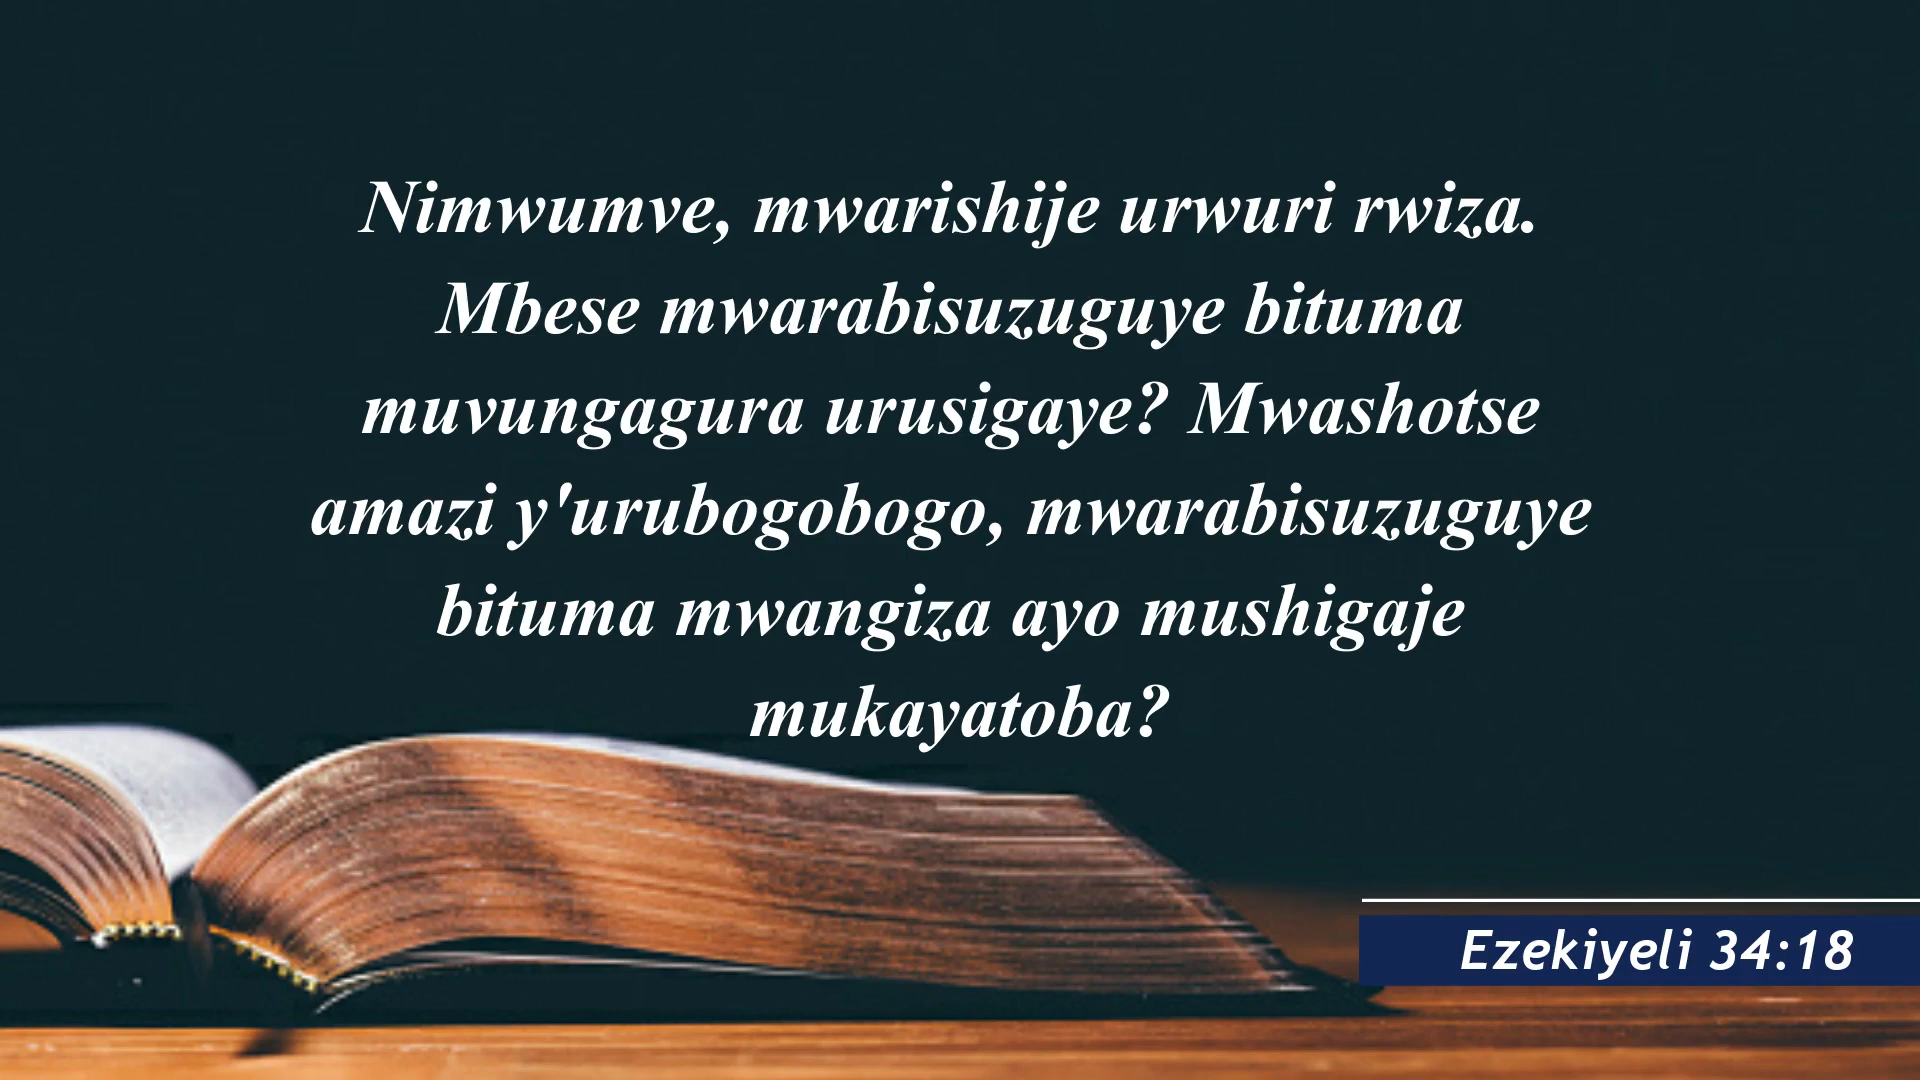 Nimwumve, mwarishije urwuri rwiza.
Mbese mwarabisuzuguye bituma
muvungagura urusigaye? Mwashotse
amazi y'urubogobogo, mwarabisuzuguye
bituma mwangiza ayo mushigaje
mukayatoba?
Ezekiyeli 34:18